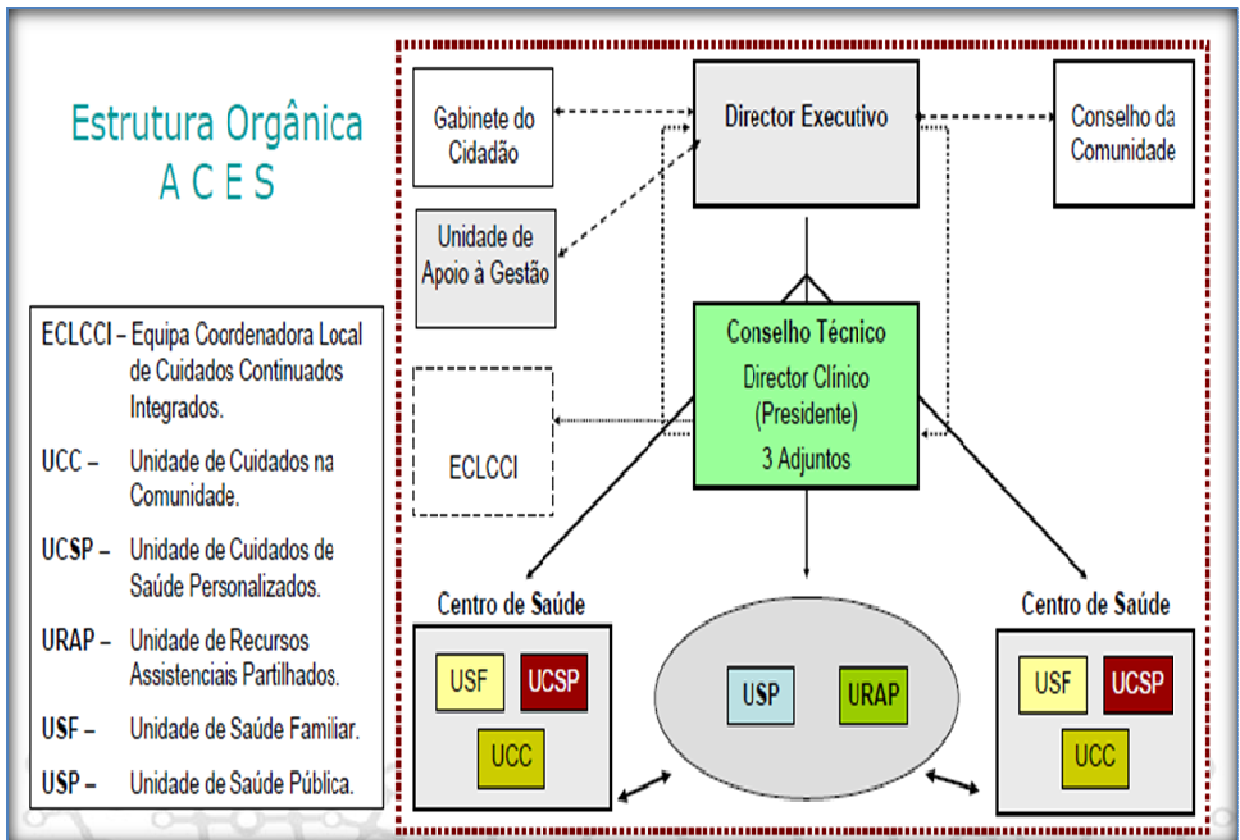 Estrutura Orgânica
A C E S
ECLCCI – Equipa Coordenadora Local
de Cuidados Continuados
Integrados.
UCC – Unidade de Cuidados na
Comunidade.
UCSP – Unidade de Cuidados de
Saúde Personalizados.
URAP – Unidade de Recursos
Assistenciais Partilhados.
USF – Unidade de Saúde Familiar.
USP – Unidade de Saúde Pública.
Gabinete do
Cidadão
Director Executivo
Conselho da
Comunidade
Unidade de
Apoio à Gestão
Conselho Técnico
Director Clínico
(Presidente)
3 Adjuntos
ECLCCI
Centro de Saúde
USF
UCSP
UCC
USP
URAP
Centro de Saúde
USF
UCSP
UCC